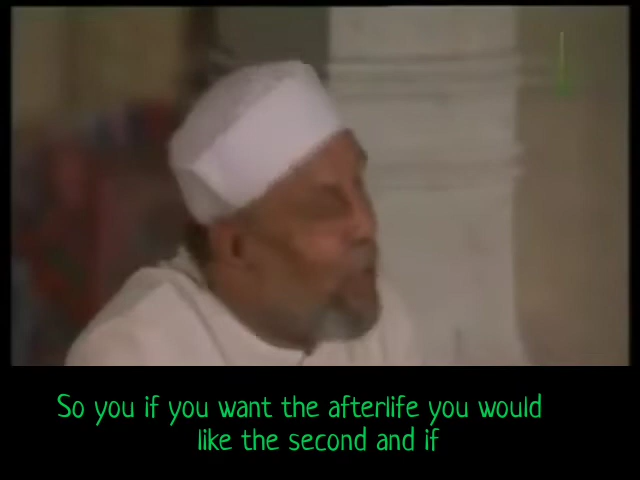 So you if you want the afterlife you would
like the second and if